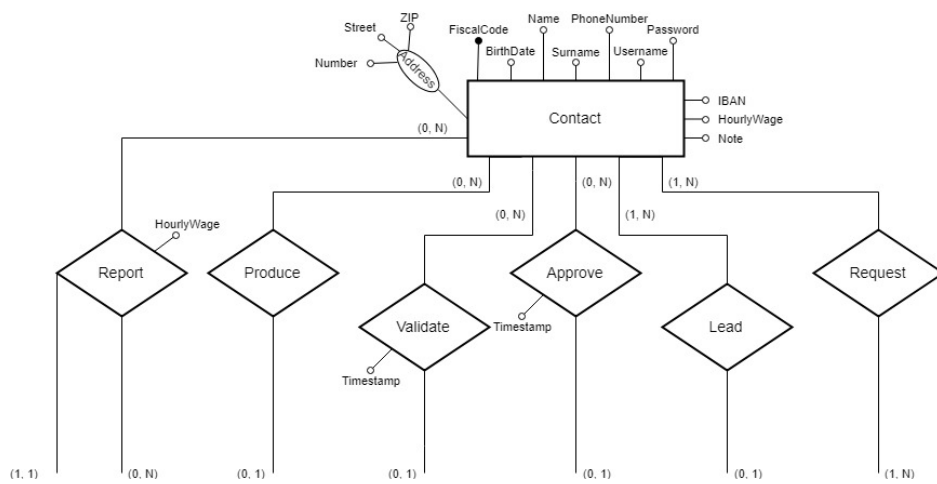 ZIP
Street
Number
Address
FiscalCode
BirthDate
Name
Surname
PhoneNumber
Username
Password
Contact
IBAN
HourlyWage
Note
(0, N)
(0, N)
(0, N)
(0, N)
(1, N)
(1, N)
HourlyWage
Report
Produce
Validate
Timestamp
Approve
Timestamp
Lead
Request
(1, 1)
(0, N)
(0, 1)
(0, 1)
(0, 1)
(0, 1)
(1, N)